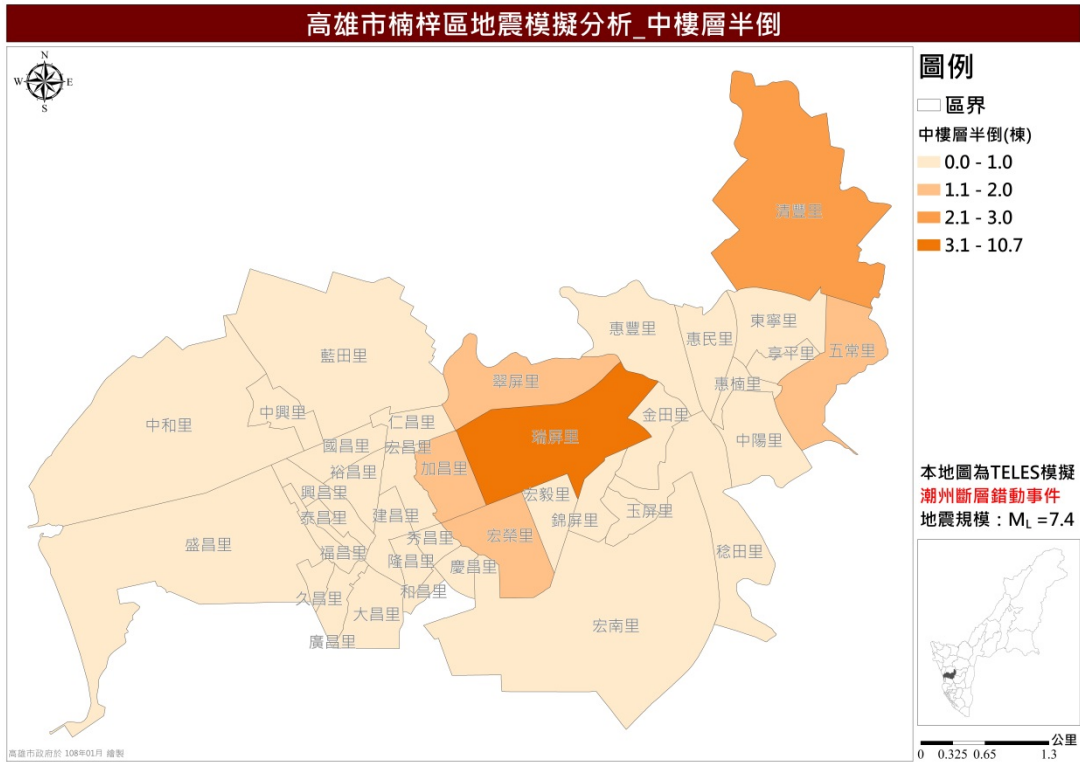 高雄市楠梓區地震模擬分析_中樓層半倒
N
W
E
S
圖例
區界
中樓層半倒(棟)
0.0 - 1.0
1.1 - 2.0
2.1 - 3.0
3.1 - 10.7
清豐里
惠豐里
惠民里
東寧里
享平里
五常里
惠楠里
中陽里
藍田里
翠屏里
中和里
中興里
仁昌里
瑞屏里
金田里
國昌里
宏昌里
加昌里
裕昌里
興昌里
宏毅里
泰昌里
建昌里
錦屏里
玉屏里
盛昌里
秀昌里
宏榮里
福昌里
隆昌里
慶昌里
稔田里
久昌里
和昌里
大昌里
宏南里
廣昌里
本地圖為TELES模擬
潮州斷層錯動事件
地震規模：ML =7.4
高雄市政府於 108年01月 繪製
公里
0 0.325 0.65 1.3